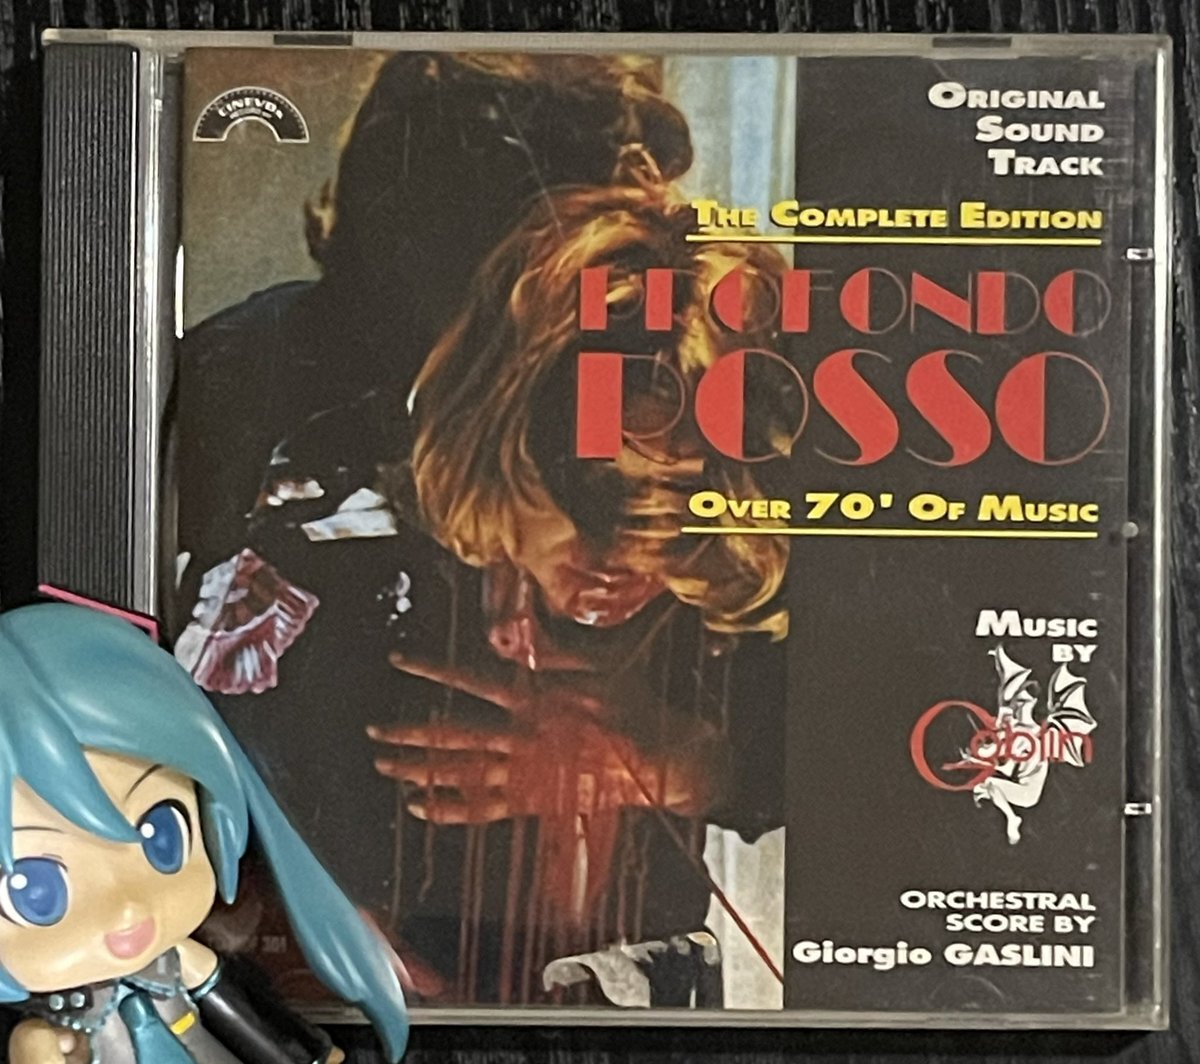 CINEVOX
ORIGINAL
SOUND
TRACK
THE COMPLETE EDITION
PROFONDO
ROSSO
OVER 70' OF MUSIC
MUSIC
BY
Goblin
ORCHESTRAL
SCORE BY
Giorgio GASLINI